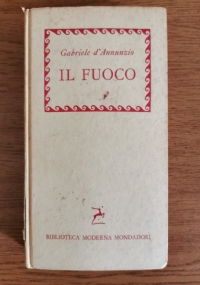 Gabriele d'Annunzio
IL FUOCO
BIBLIOTECA MODERNA MONDADORI